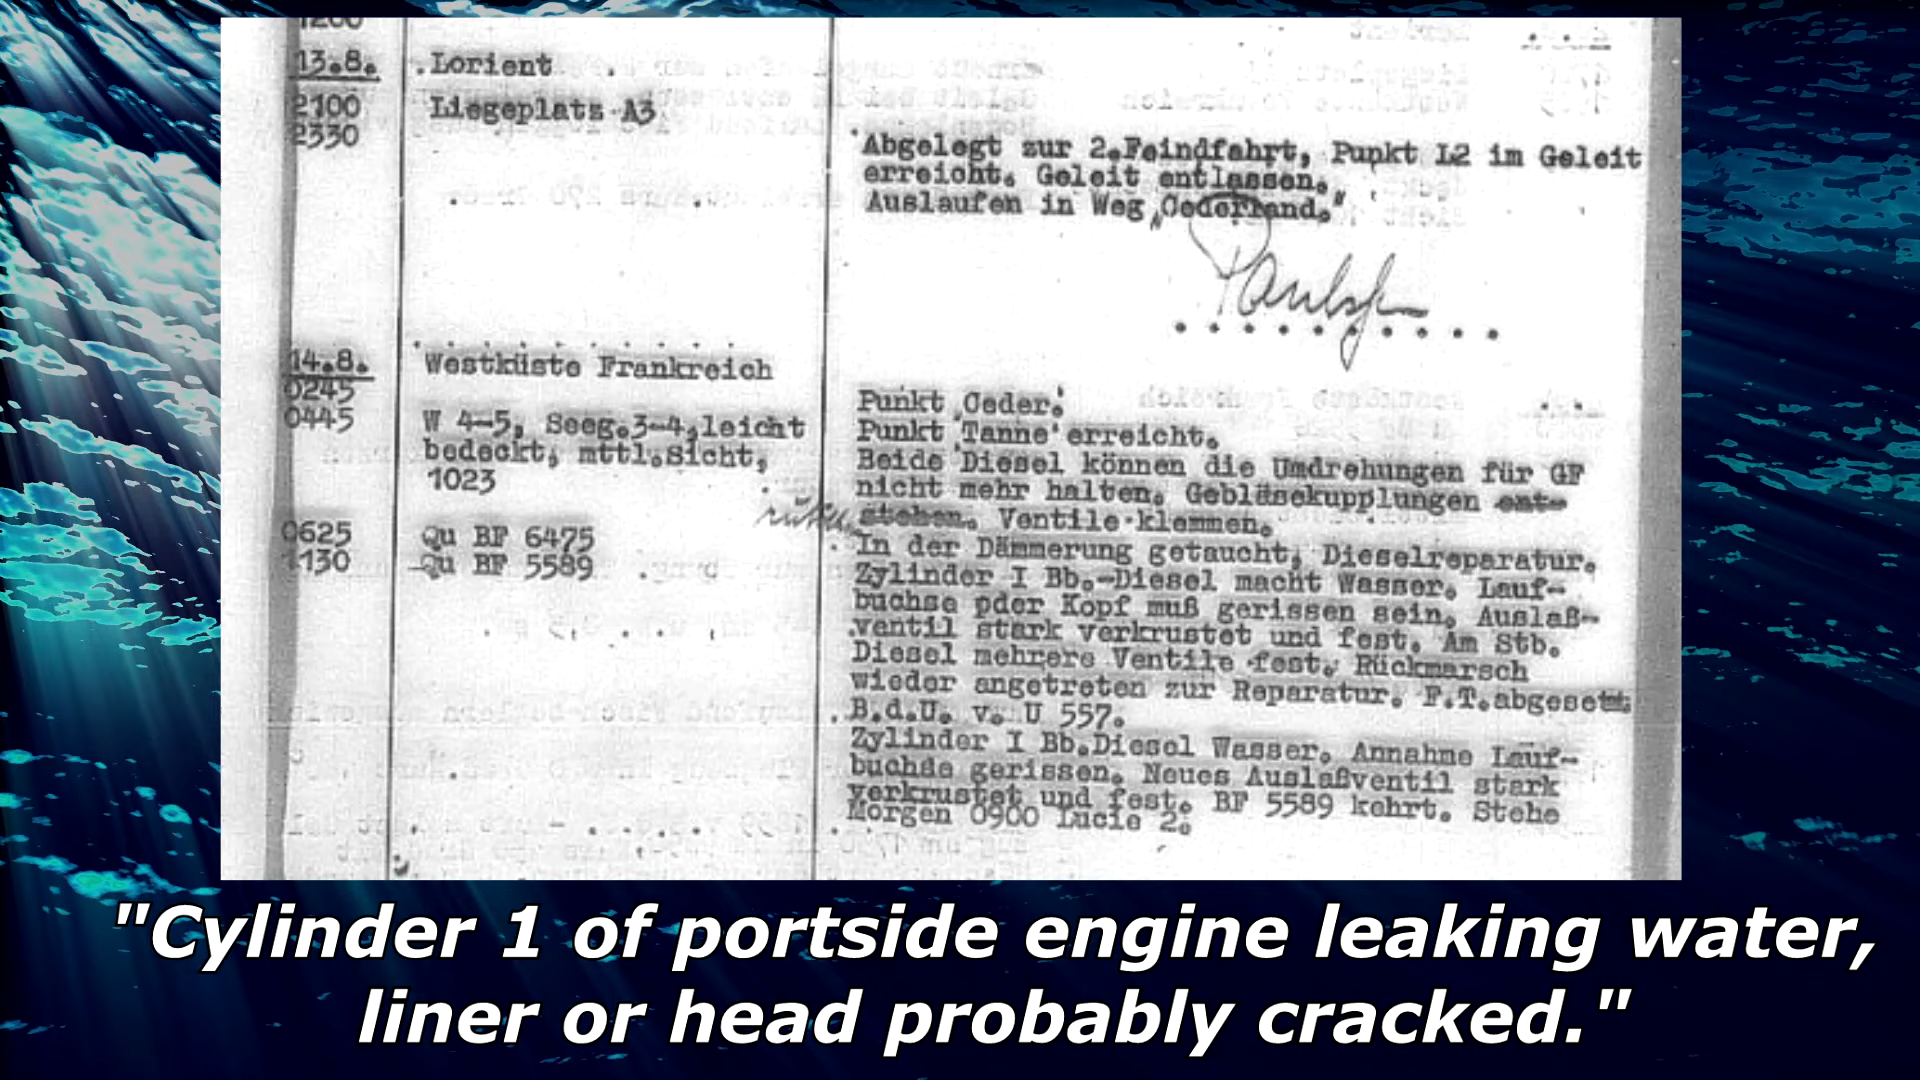 1200
13.8. Lorient
2100 Liegeplats A3
2330
Abgelegt zur 2.Feindfahrt, Punkt L2 im Geleit
erreicht. Geleit entlassen.
Auslaufen in Weg „Cederland."
14.8. Westküste Frankreich
0245
Punkt 'Ceder.'
0445 W 4-5, Seeg.3-4,leicht
bedeckt, mttl.Sicht,
1023
Punkt 'Tanne' erreicht.
Beide Diesel können die Umdrehungen für GF
nicht mehr halten. Gebläsekupplungen ent-
stehen. Ventile klemmen.
0625 Qu BF 6475
1130 Qu BF 5589
In der Dämmerung getaucht, Dieselreparatur.
Zylinder I Bb.-Diesel macht Wasser. Lauf-
buchse pder Kopf muß gerissen sein. Auslaß-
ventil stark verkrustet und fest. Am Stb.
Diesel mehrere Ventile fest. Rückmarsch
wieder angetreten zur Reparatur. F.T.abgesetzt
B.d.U. v. U 557.
Zylinder I Bb.Diesel Wasser. Annahme Lauf-
buchse gerissen. Neues Auslaßventil stark
verkrustet und fest. BF 5589 kehrt. Stehe
Morgen 0900 Lucie 2.
"Cylinder 1 of portside engine leaking water,
liner or head probably cracked."